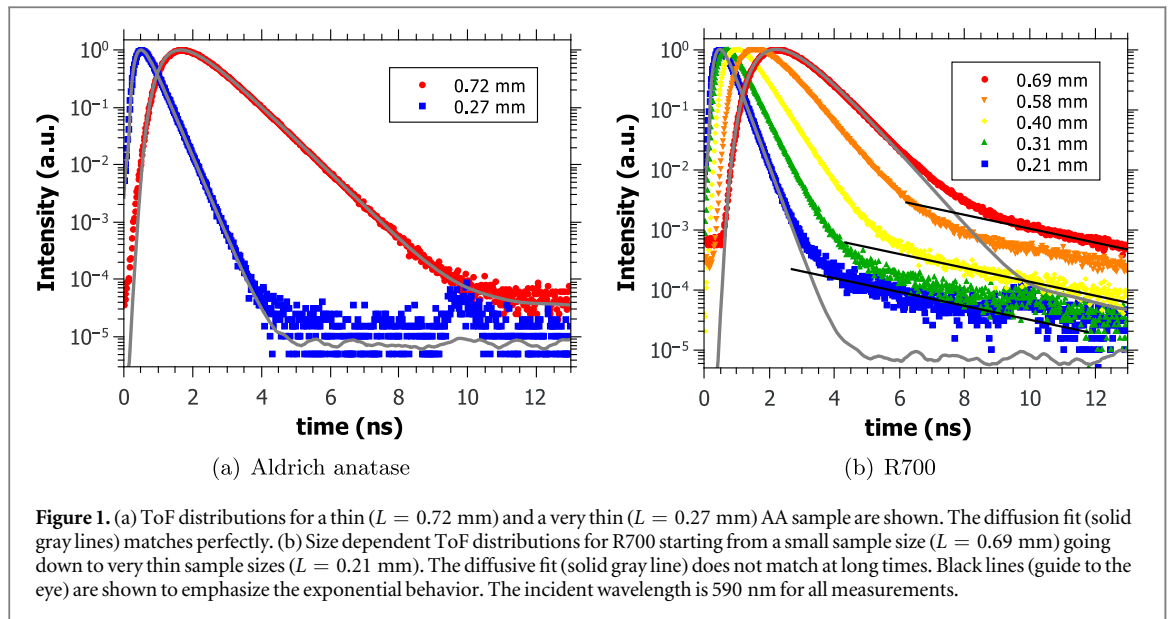 Intensity (a.u.)
10⁰
10⁻¹
10⁻²
10⁻³
10⁻⁴
10⁻⁵
0 2 4 6 8 10 12
time (ns)
0.72 mm
0.27 mm
(a) Aldrich anatase
Intensity (a.u.)
10⁰
10⁻¹
10⁻²
10⁻³
10⁻⁴
10⁻⁵
0 2 4 6 8 10 12
time (ns)
0.69 mm
0.58 mm
0.40 mm
0.31 mm
0.21 mm
(b) R700
Figure 1. (a) ToF distributions for a thin (L = 0.72 mm) and a very thin (L = 0.27 mm) AA sample are shown. The diffusion fit (solid
gray lines) matches perfectly. (b) Size dependent ToF distributions for R700 starting from a small sample size (L = 0.69 mm) going
down to very thin sample sizes (L = 0.21 mm). The diffusive fit (solid gray line) does not match at long times. Black lines (guide to the
eye) are shown to emphasize the exponential behavior. The incident wavelength is 590 nm for all measurements.